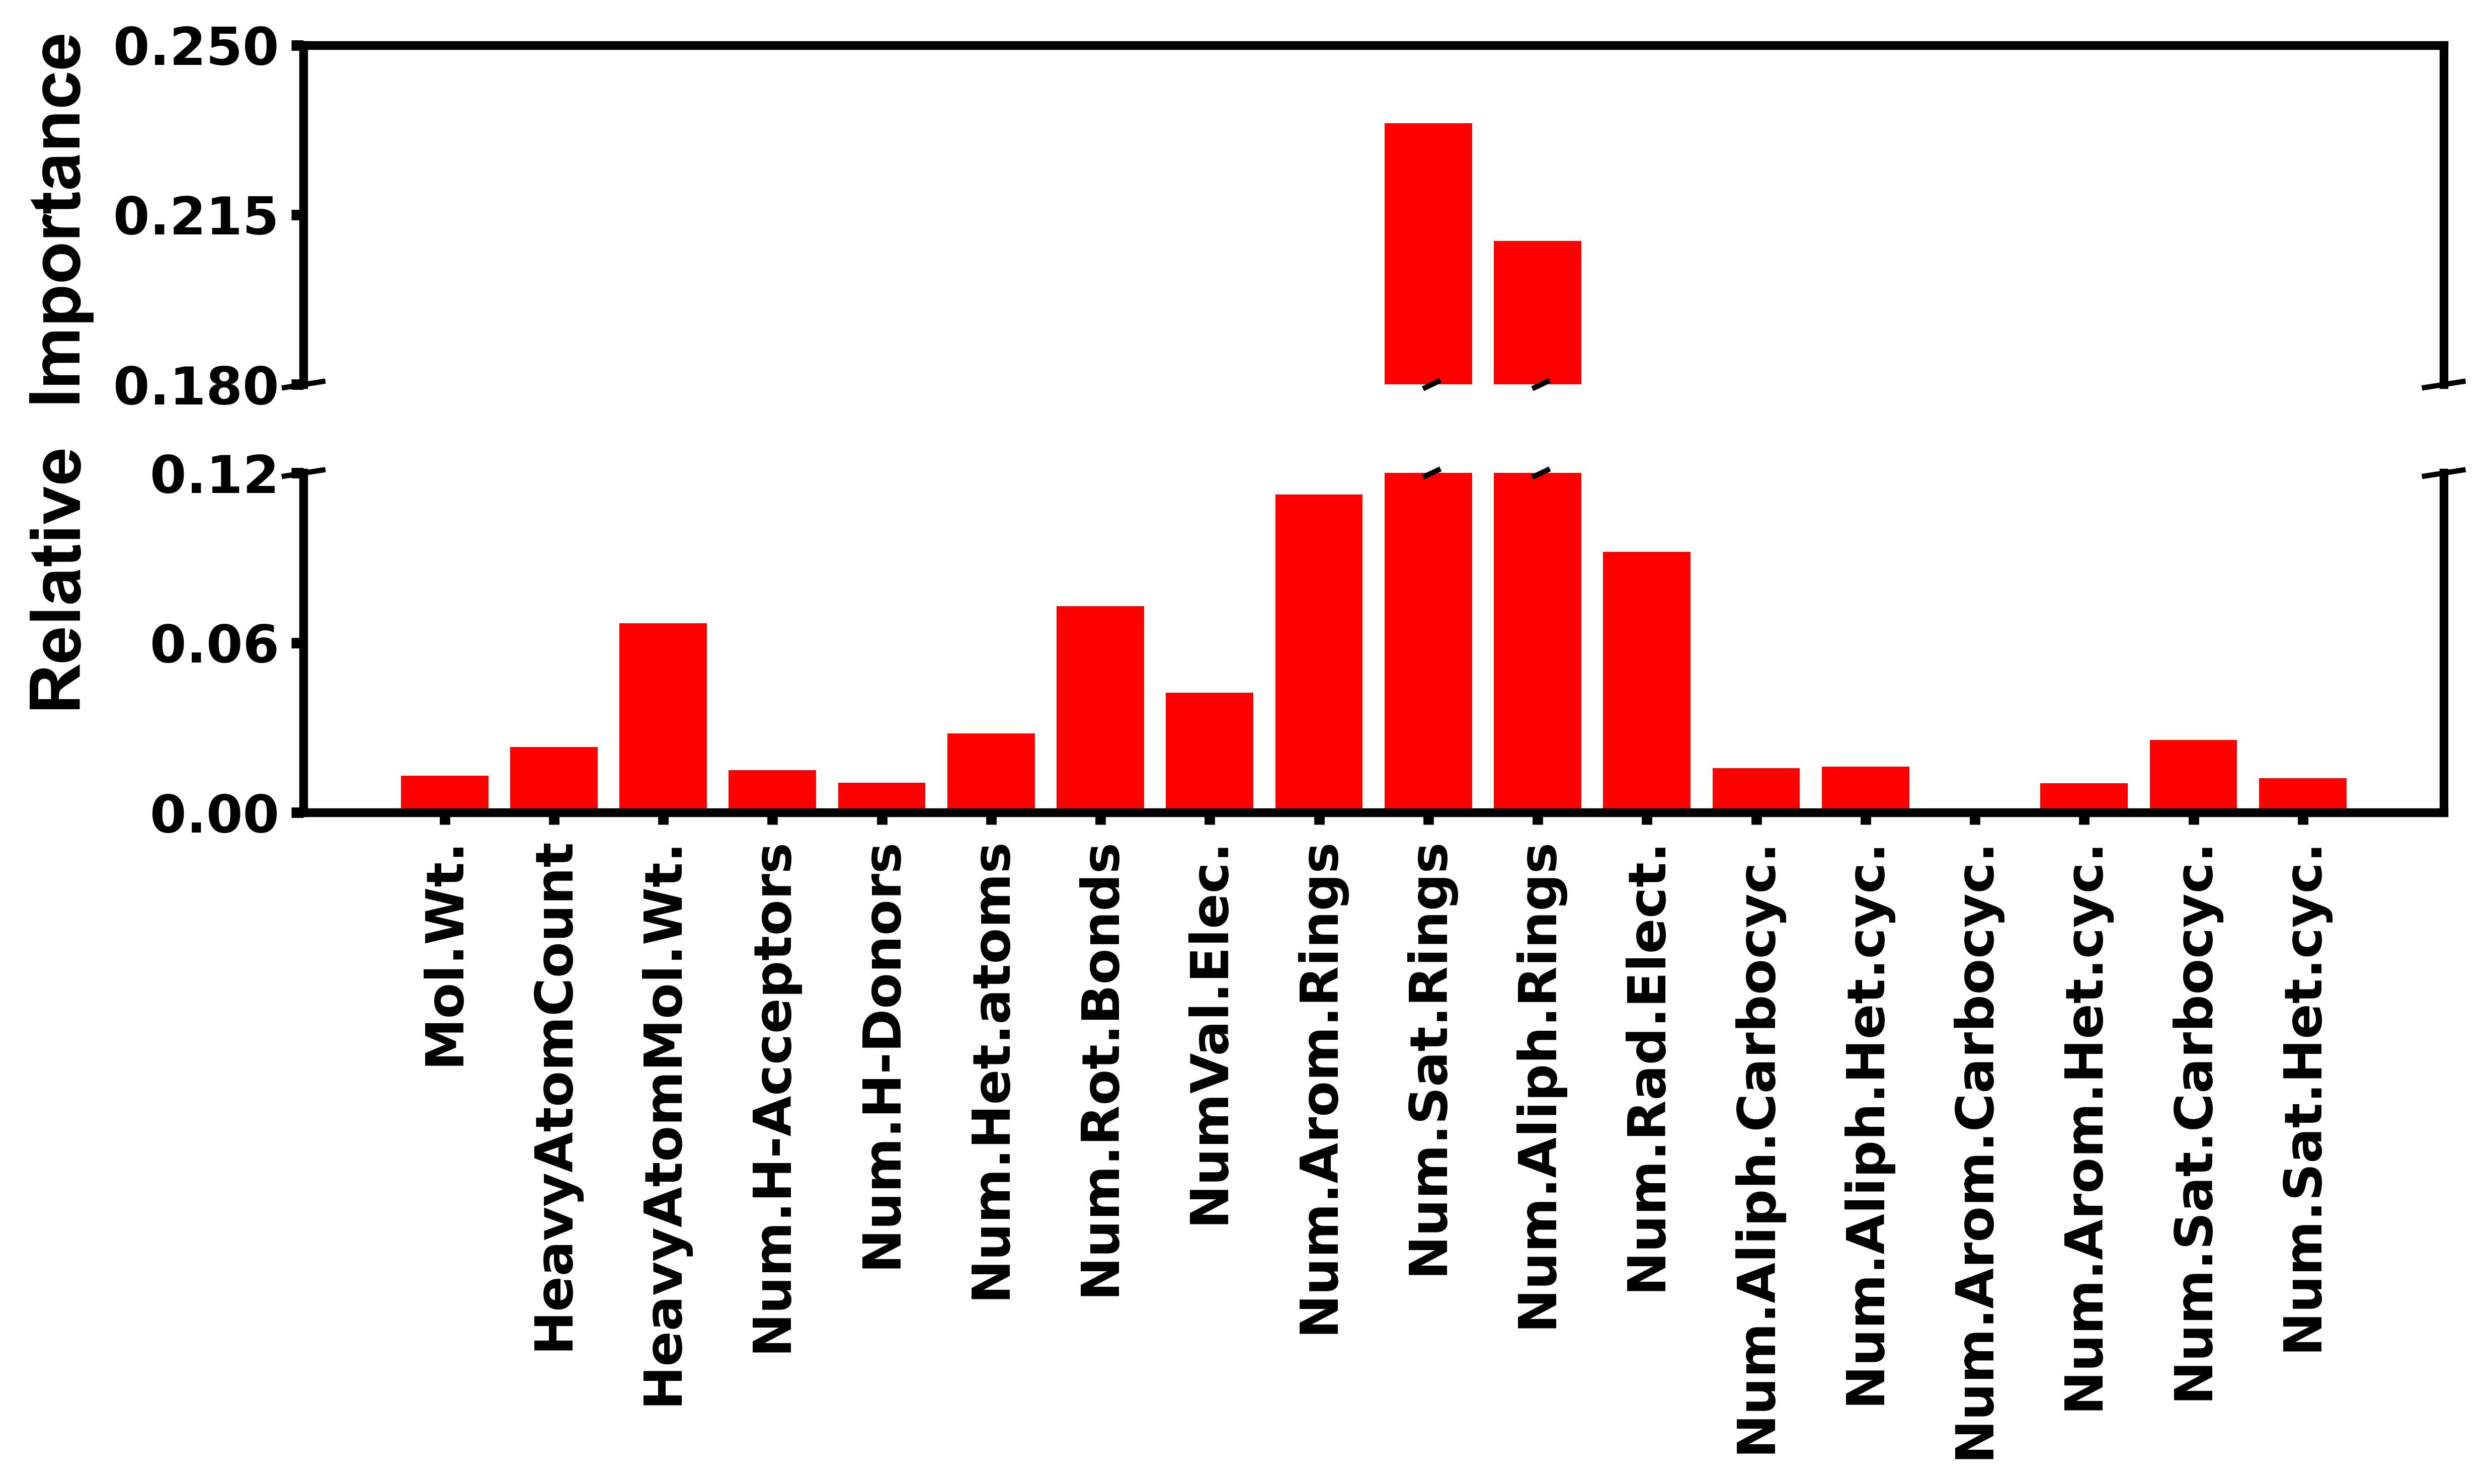 Relative Importance
0.250
0.215
0.180
0.12
0.06
0.00
Mol.Wt.
HeavyAtomCount
HeavyAtomMol.Wt.
Num.H-Acceptors
Num.H-Donors
Num.Het.atoms
Num.Rot.Bonds
NumVal.Elec.
Num.Arom.Rings
Num.Sat.Rings
Num.Aliph.Rings
Num.Rad.Elect.
Num.Aliph.Carbocyc.
Num.Aliph.Het.cyc.
Num.Arom.Carbocyc.
Num.Arom.Het.cyc.
Num.Sat.Carbocyc.
Num.Sat.Het.cyc.